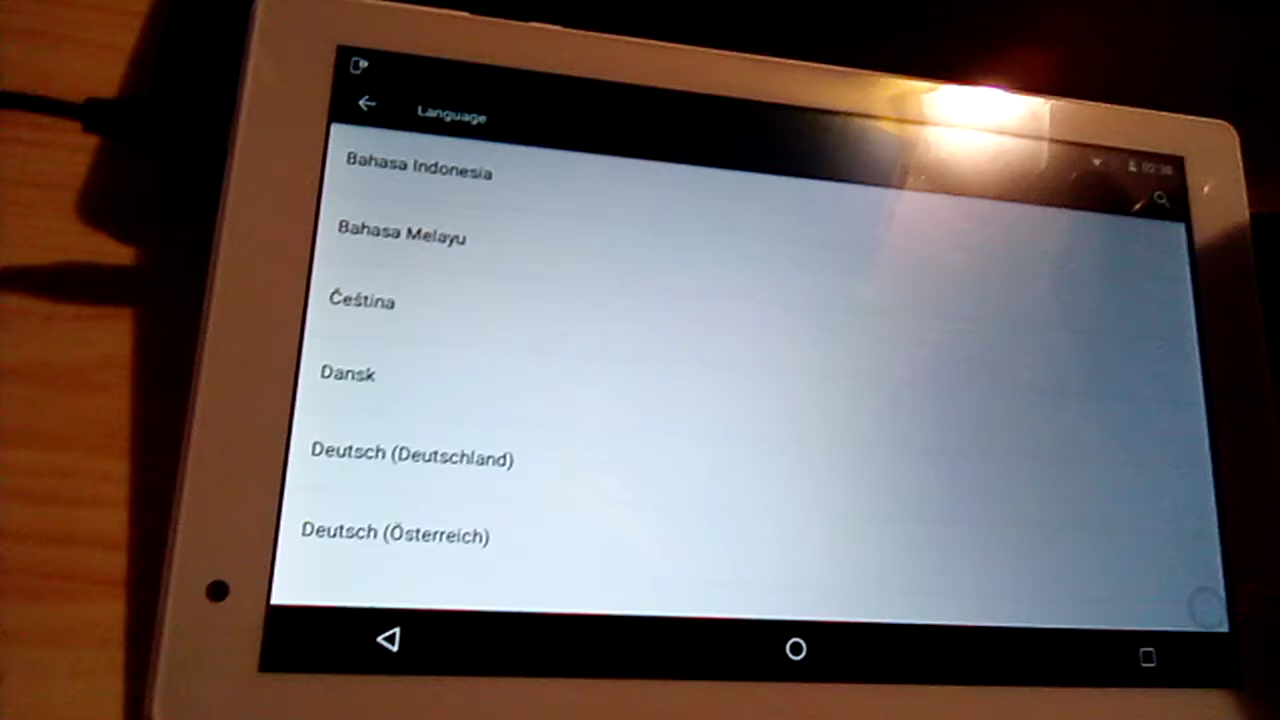 Language
Bahasa Indonesia
Bahasa Melayu
Čeština
Dansk
Deutsch (Deutschland)
Deutsch (Österreich)